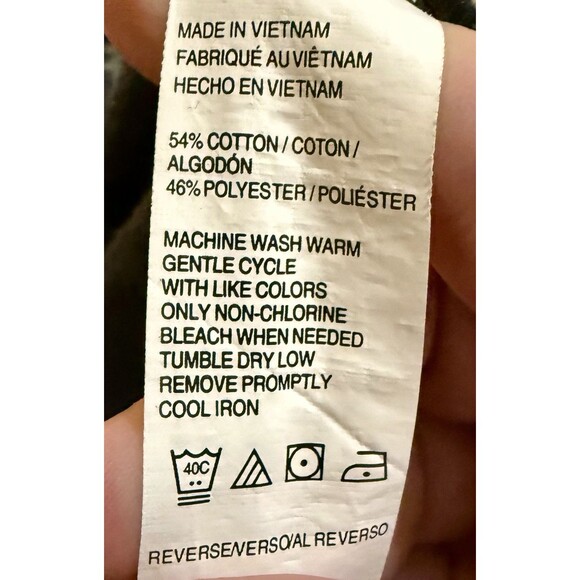 MADE IN VIETNAM
FABRIQUÉ AU VIÊTNAM
HECHO EN VIETNAM
54% COTTON / COTON /
ALGODÓN
46% POLYESTER / POLIÉSTER
MACHINE WASH WARM
GENTLE CYCLE
WITH LIKE COLORS
ONLY NON-CHLORINE
BLEACH WHEN NEEDED
TUMBLE DRY LOW
REMOVE PROMPTLY
COOL IRON
40C
REVERSE/VERSO/AL REVERSO